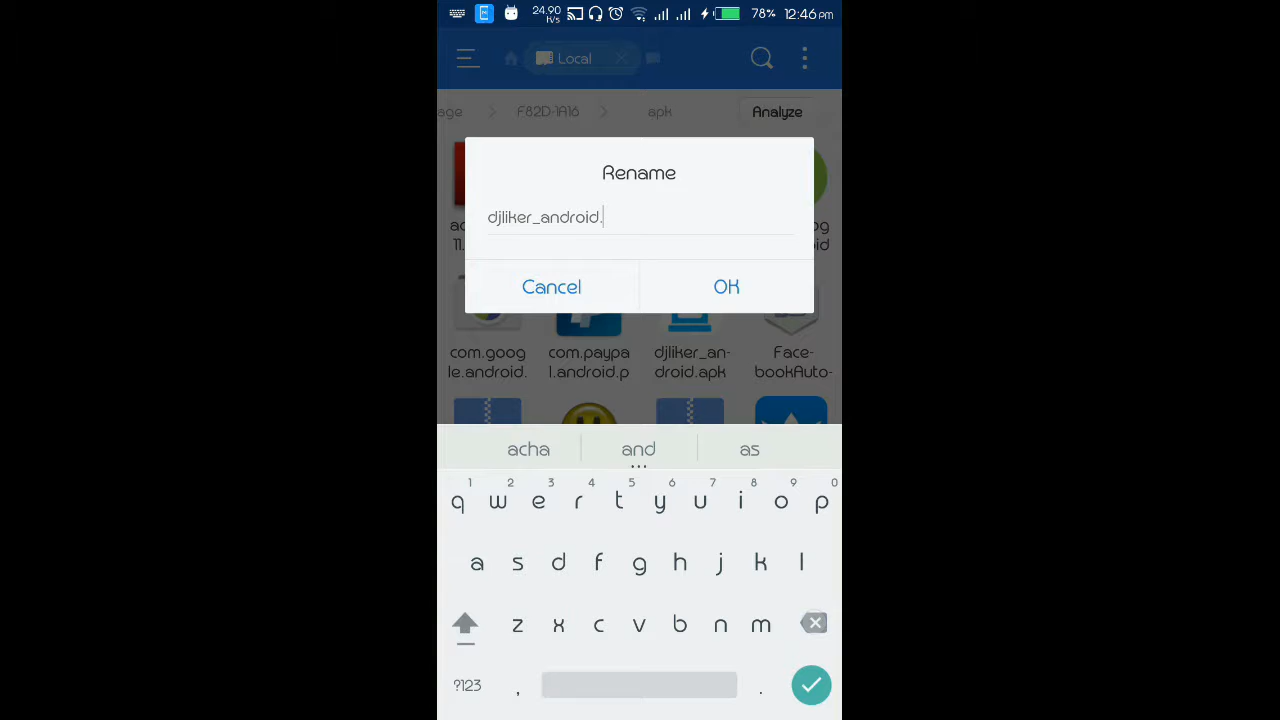 24.90
K/s
78% 12:46 PM
Local
age
F82D-1A16
apk
Analyze
Rename
djliker_android.
Cancel
OK
com.goog
le.android.
com.paypa
l.android.p
djliker_an-
droid.apk
Face-
bookAuto-
acha
and
as
1 2 3 4 5 6 7 8 9 0
q w e r t y u i o p
a s d f g h j k l
z x c v b n m
?123 , .